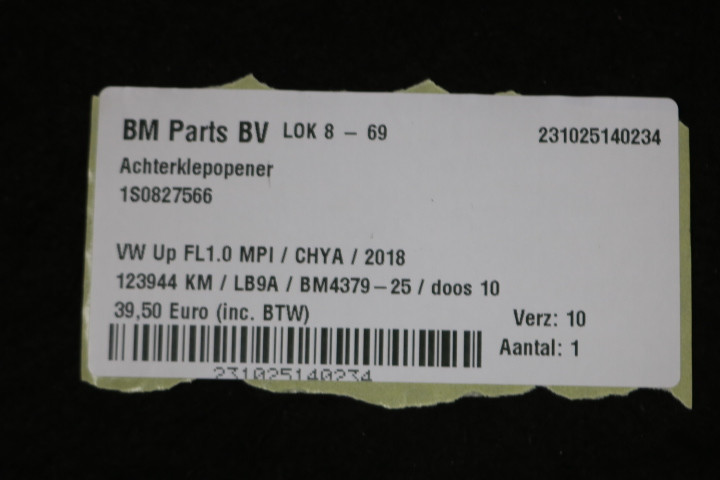 BM Parts BV LOK 8 - 69 231025140234
Achterklepopener
1S0827566
VW Up FL1.0 MPI / CHYA / 2018
123944 KM / LB9A / BM4379-25 / doos 10
39,50 Euro (inc. BTW) Verz: 10
Aantal: 1
231025140234